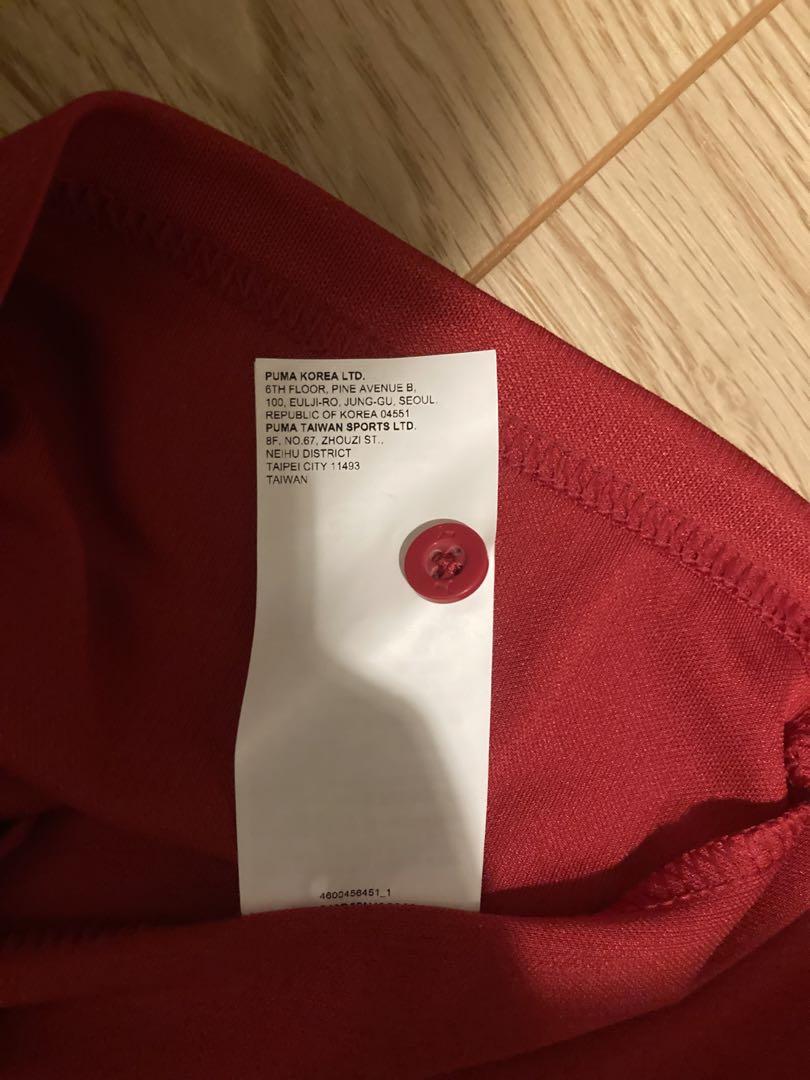 PUMA KOREA LTD.
6TH FLOOR, PINE AVENUE B,
100, EULJI-RO, JUNG-GU, SEOUL.
REPUBLIC OF KOREA 04551
PUMA TAIWAN SPORTS LTD.
8F, NO.67, ZHOUZI ST.,
NEIHU DISTRICT
TAIPEI CITY 11493
TAIWAN
4600456451_1